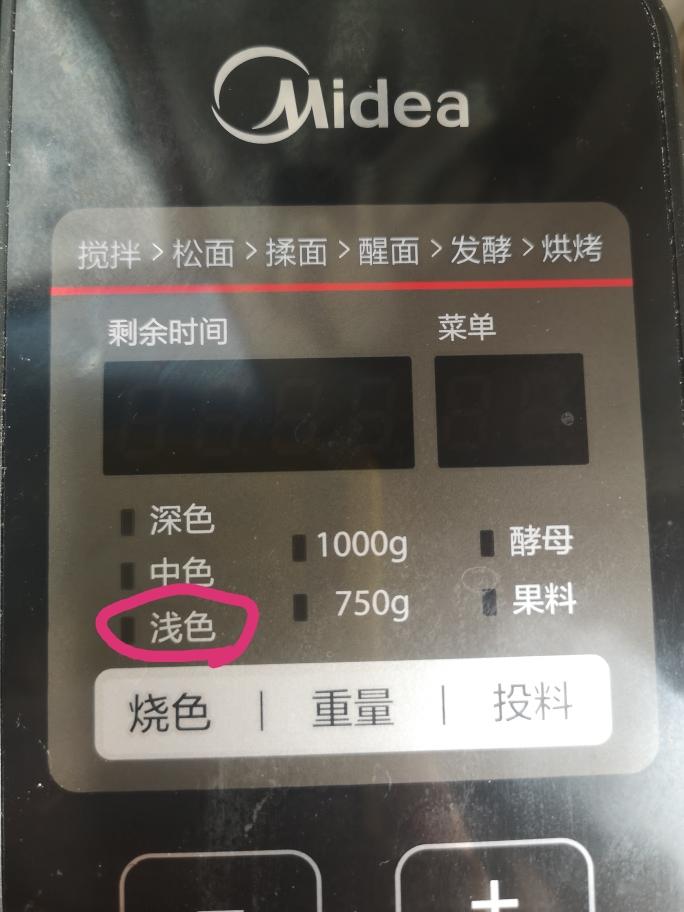 Midea
搅拌 > 松面 > 揉面 > 醒面 > 发酵 > 烘烤
剩余时间 菜单
深色 1000g 酵母
中色
浅色 750g 果料
烧色 | 重量 | 投料
- +